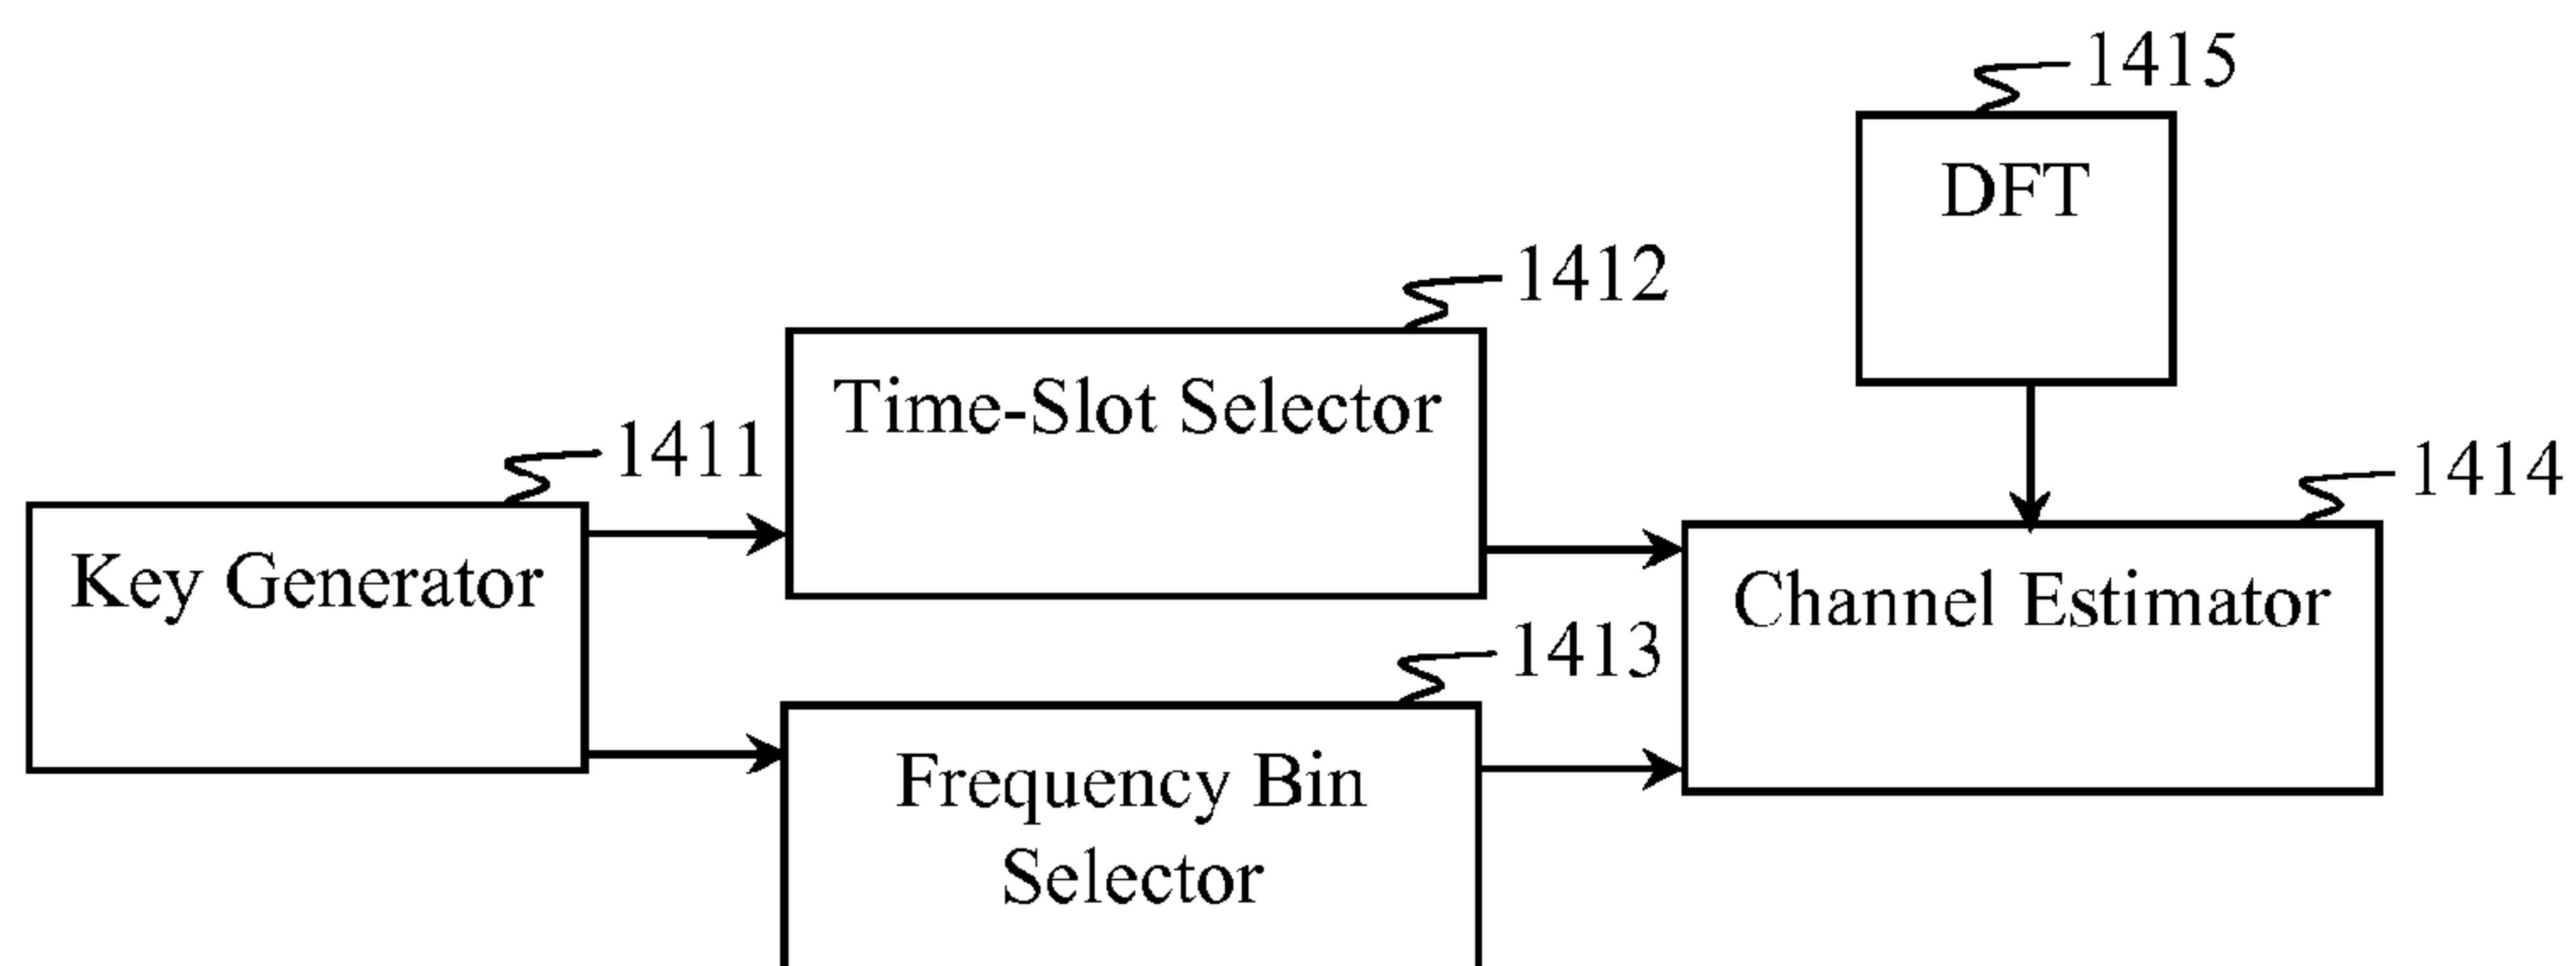 1415
DFT
1412
Time-Slot Selector
1411
1414
Key Generator
Channel Estimator
1413
Frequency Bin
Selector